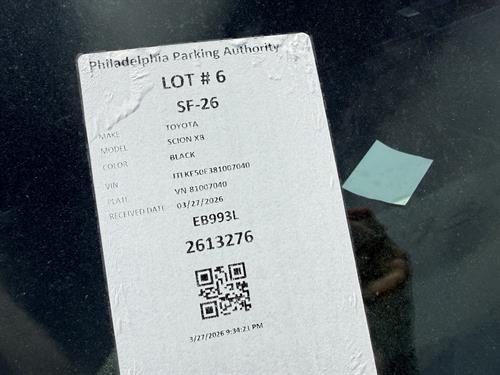 Philadelphia Parking Authority
LOT # 6
SF-26
MAKE TOYOTA
MODEL SCION XB
COLOR BLACK
VIN JTLKE50E381007040
PLATE VN 81007040
RECEIVED DATE 03/27/2026
EB993L
2613276
3/27/2026 9:34:21 PM